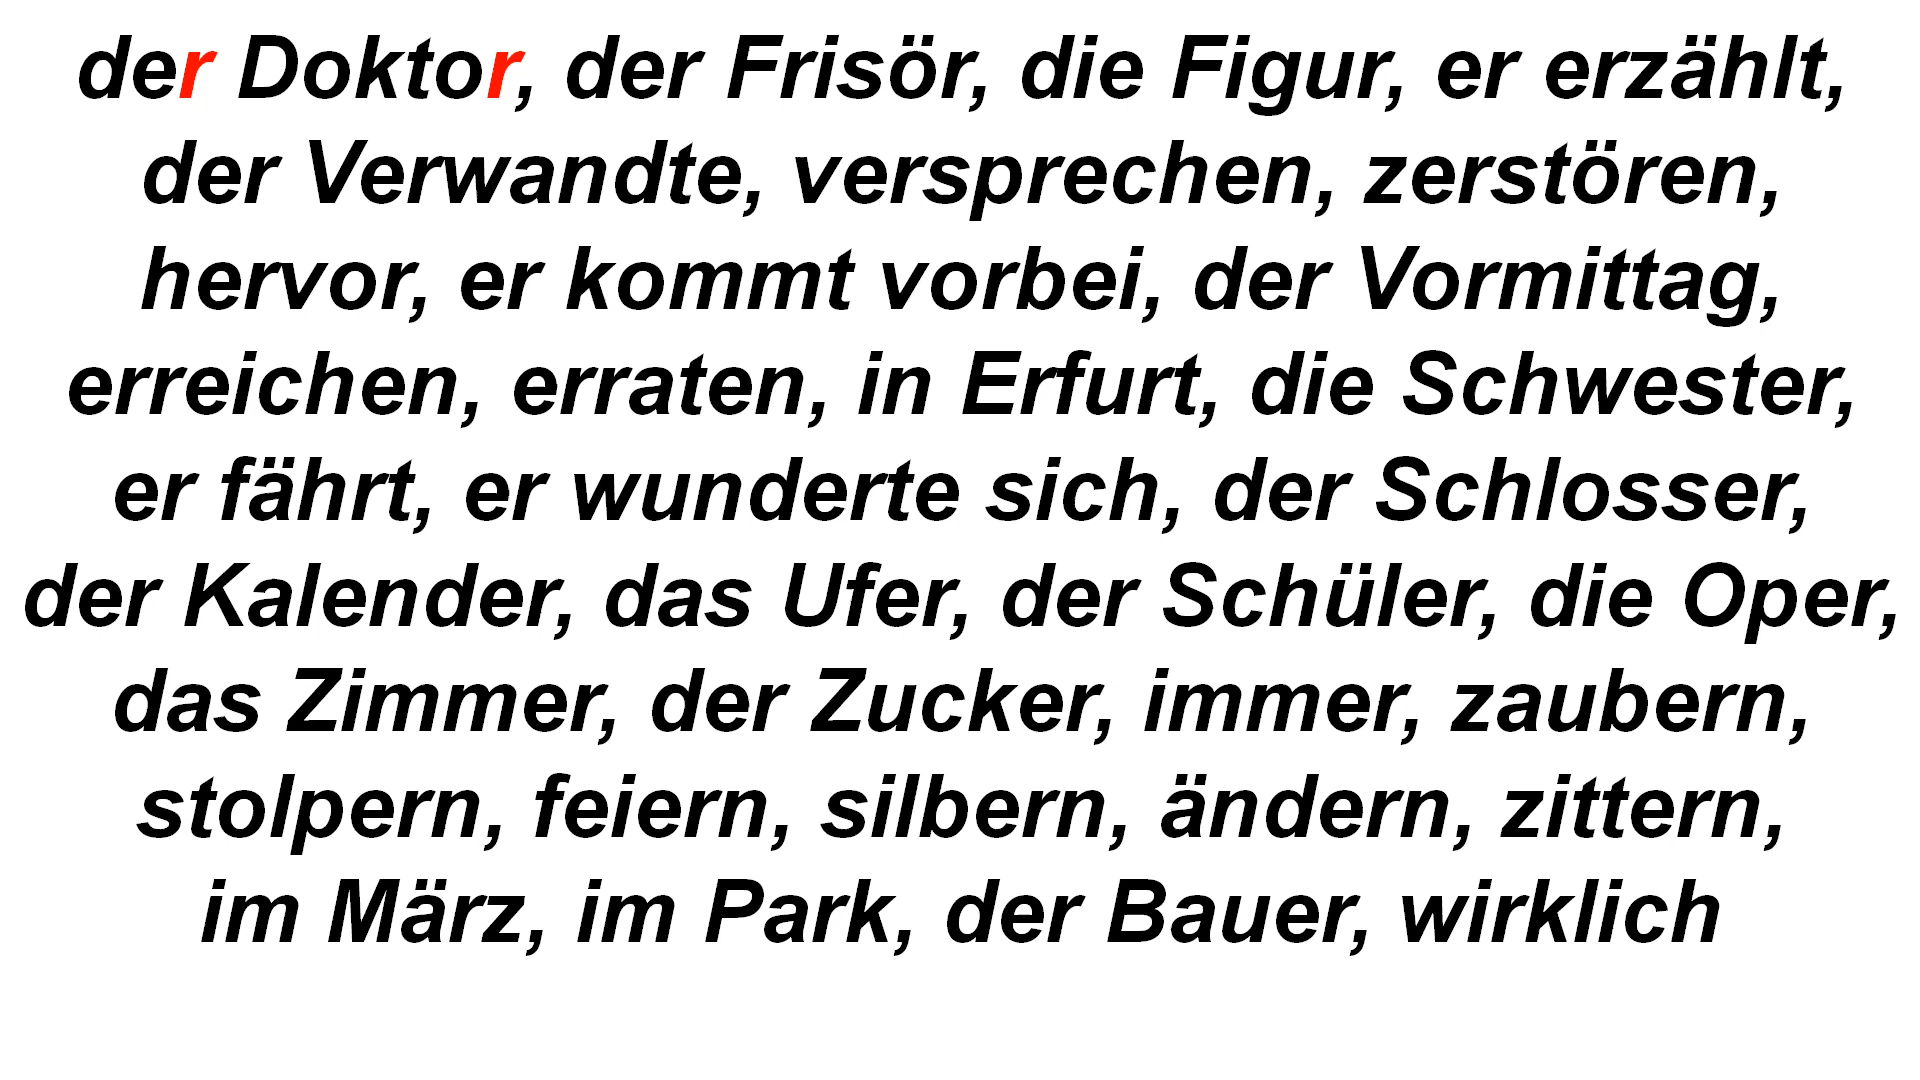 der Doktor, der Frisör, die Figur, er erzählt,
der Verwandte, versprechen, zerstören,
hervor, er kommt vorbei, der Vormittag,
erreichen, erraten, in Erfurt, die Schwester,
er fährt, er wunderte sich, der Schlosser,
der Kalender, das Ufer, der Schüler, die Oper,
das Zimmer, der Zucker, immer, zaubern,
stolpern, feiern, silbern, ändern, zittern,
im März, im Park, der Bauer, wirklich